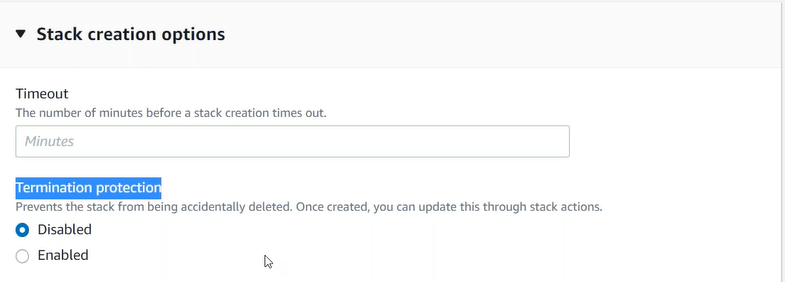 Stack creation options
Timeout
The number of minutes before a stack creation times out.
Minutes
Termination protection
Prevents the stack from being accidentally deleted. Once created, you can update this through stack actions.
Disabled
Enabled